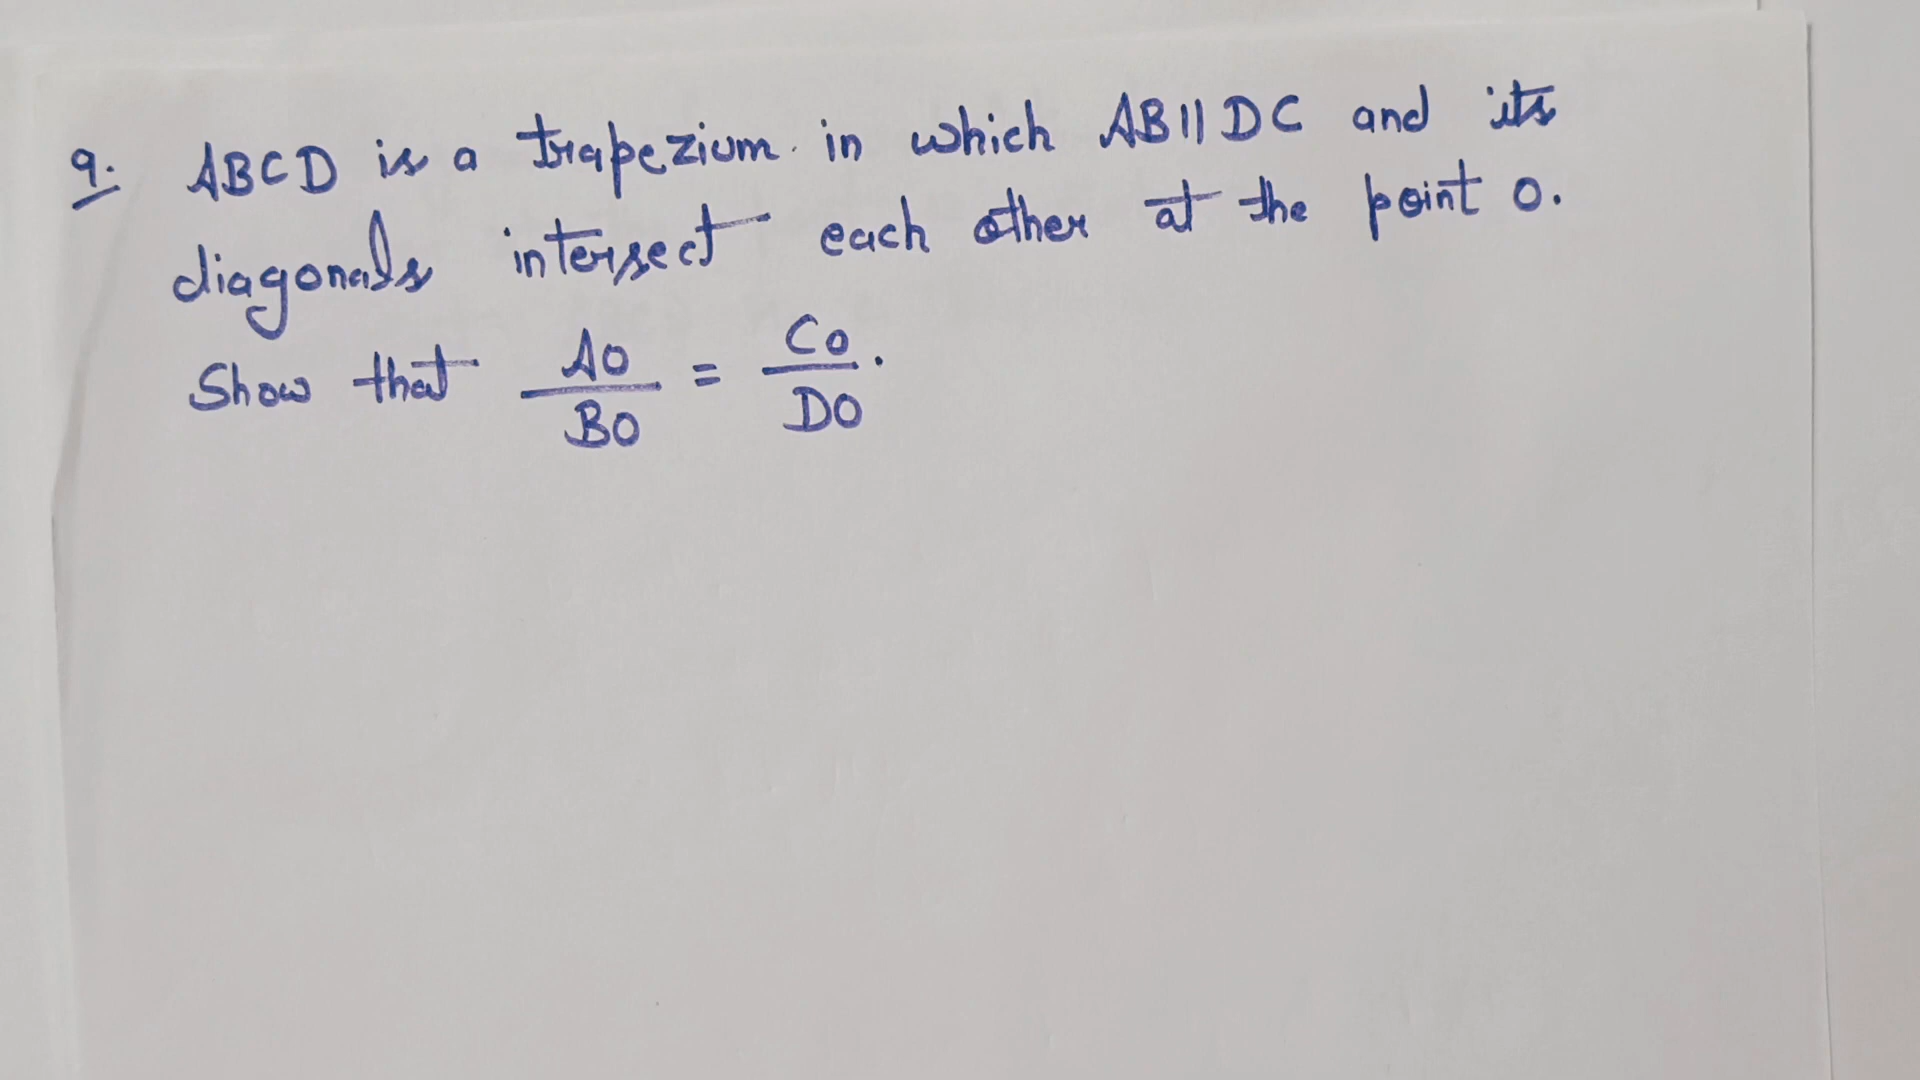 9. ABCD is a trapezium in which AB || DC and its
diagonals intersect each other at the point O.
Show that AO/BO = CO/DO.